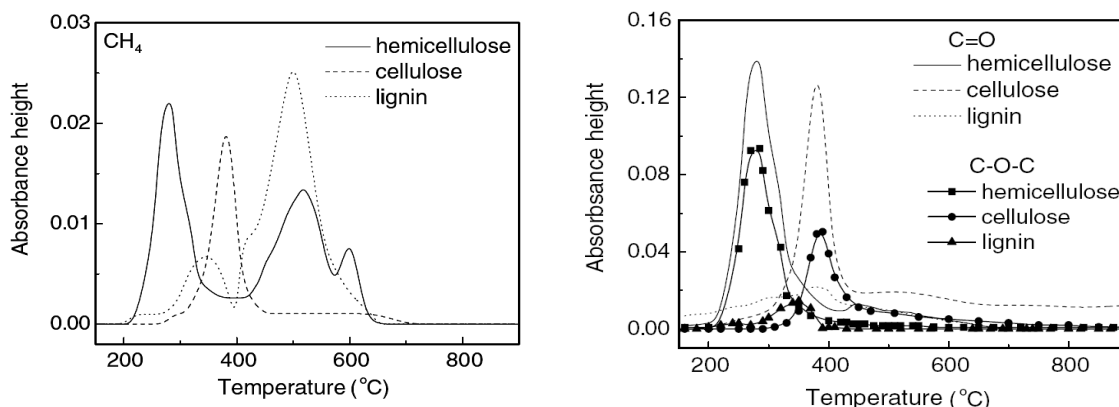 0.03
CH4
hemicellulose
cellulose
lignin
0.02
0.01
0.00
Absorbance height
200 400 600 800
Temperature (°C)
0.16
C=O
hemicellulose
cellulose
lignin
0.12
C-O-C
hemicellulose
cellulose
lignin
0.08
0.04
0.00
Absorbsance height
200 400 600 800
Temperature (°C)